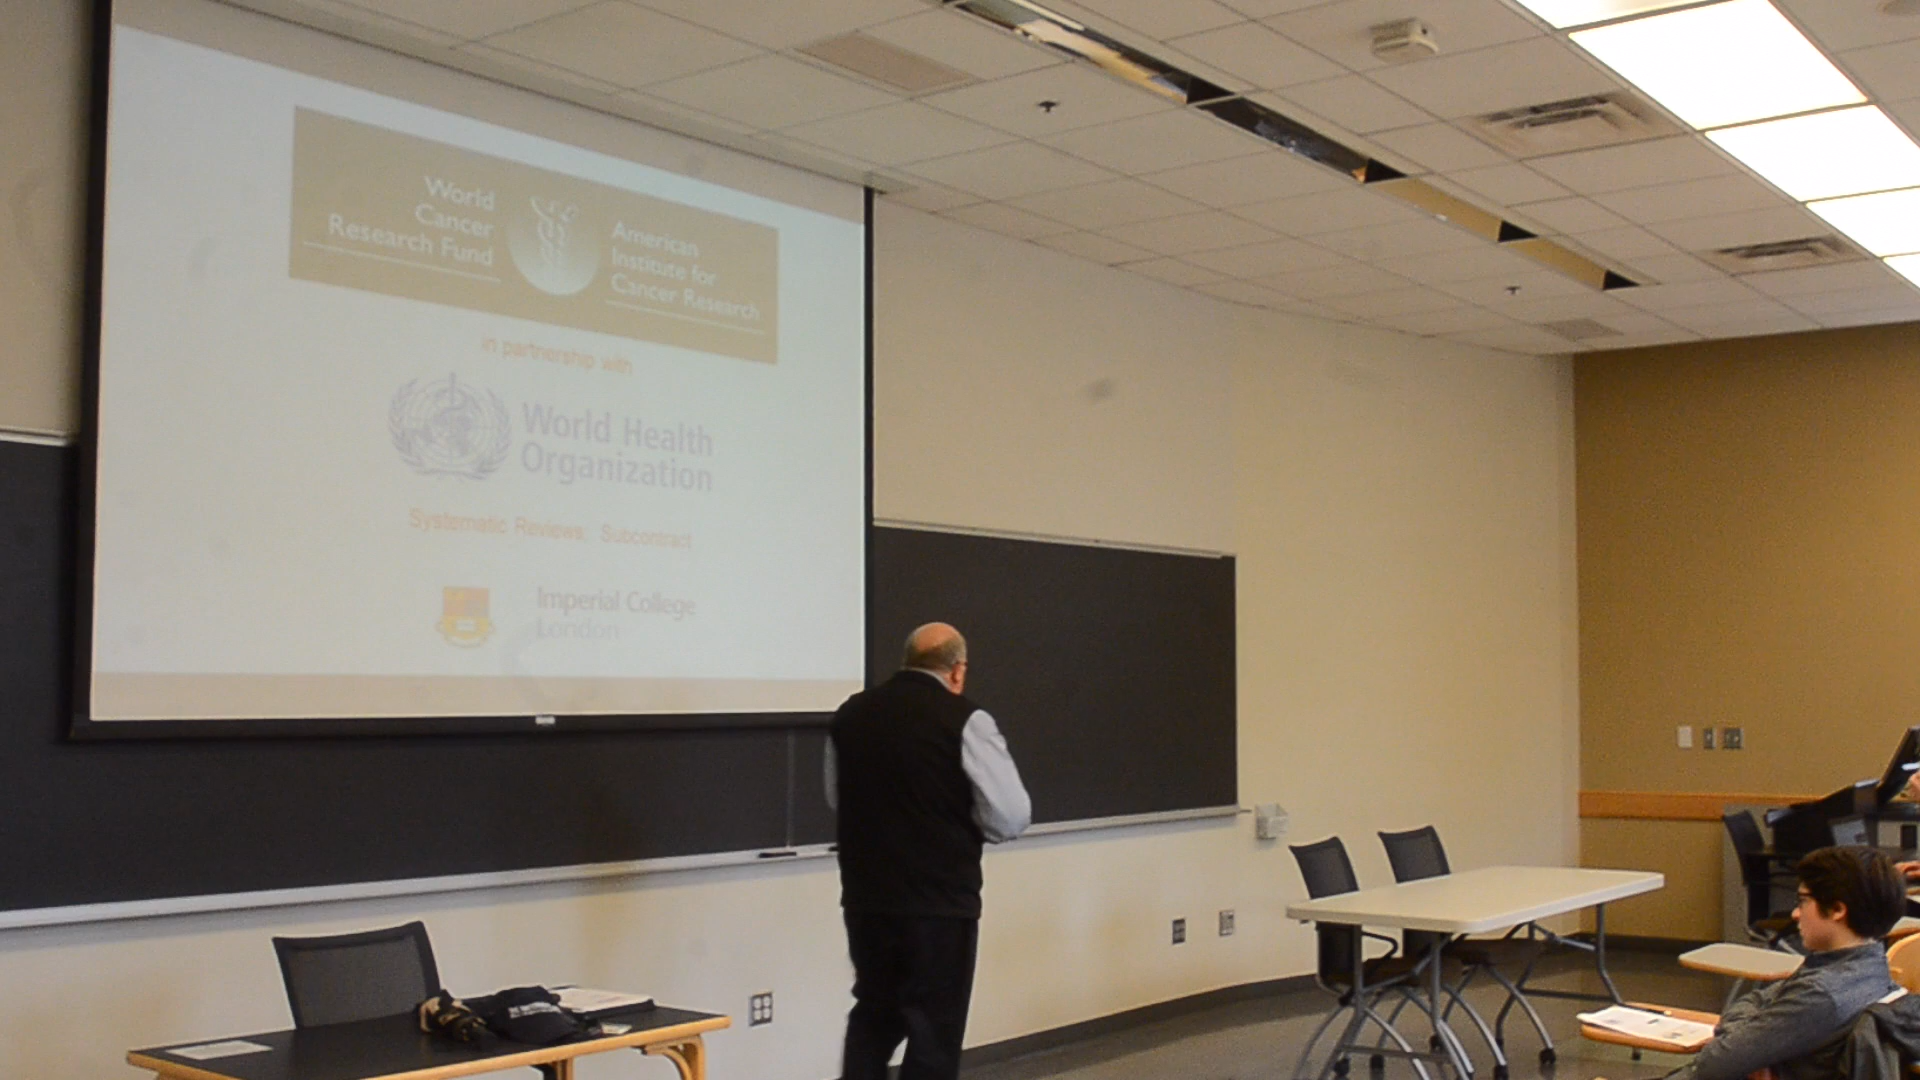 World
Cancer
Research Fund
American
Institute for
Cancer Research
in partnership with
World Health
Organization
Systematic Reviews: Subcontract
Imperial College
London